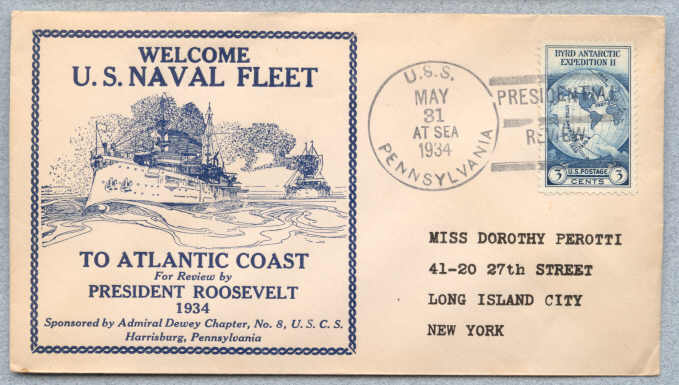 WELCOME
U.S. NAVAL FLEET
TO ATLANTIC COAST
For Review by
PRESIDENT ROOSEVELT
1934
Sponsored by Admiral Dewey Chapter, No. 8, U. S. C. S.
Harrisburg, Pennsylvania
U.S.S.
MAY
31
AT SEA
1934
PENNSYLVANIA
BYRD ANTARCTIC
EXPEDITION II
U.S. POSTAGE
3 CENTS 3
MISS DOROTHY PEROTTI
41-20 27th STREET
LONG ISLAND CITY
NEW YORK